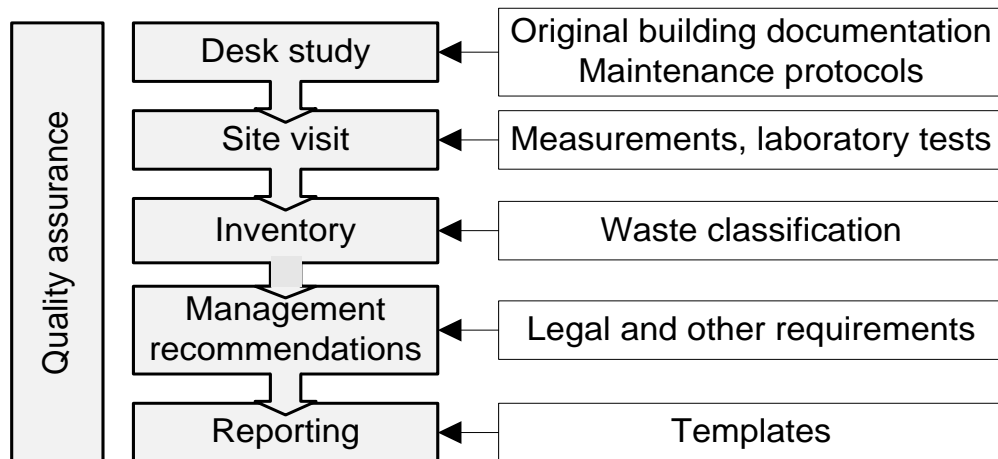 Quality assurance
Desk study
Original building documentation
Maintenance protocols
Site visit
Measurements, laboratory tests
Inventory
Waste classification
Management
recommendations
Legal and other requirements
Reporting
Templates